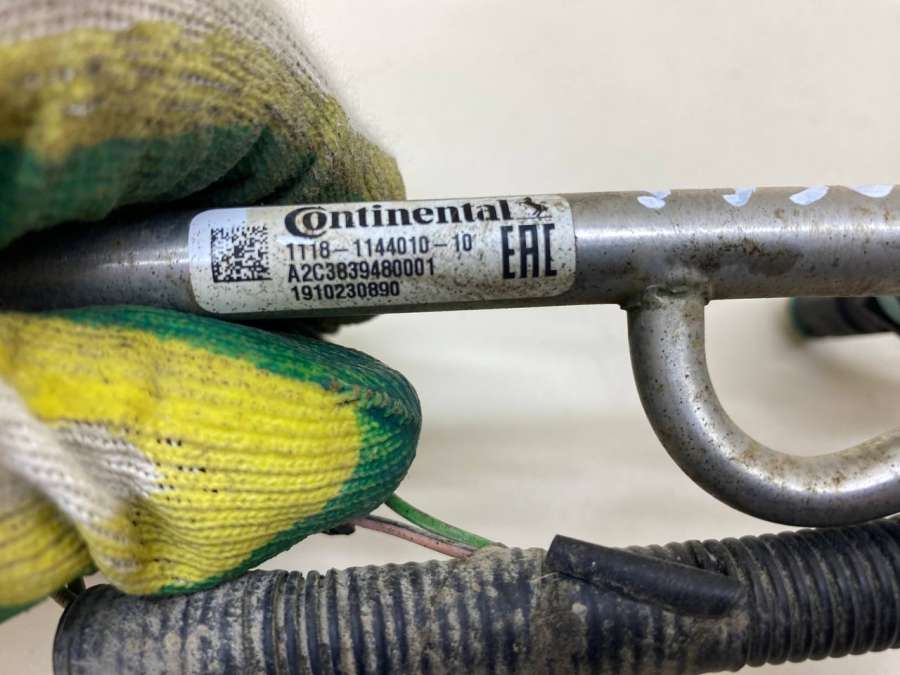 Continental
1118-1144010-10
A2C3839480001
1910230890
EAC